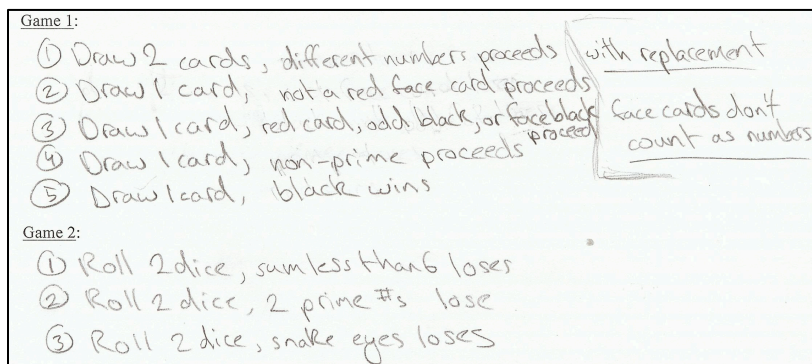 Game 1:
① Draw 2 cards, different numbers proceeds
② Draw 1 card, not a red face card proceeds
③ Draw 1 card, red card, odd black, or face black proceed
④ Draw 1 card, non-prime proceeds
⑤ Draw 1 card, black wins
with replacement
face cards don't
count as numbers
Game 2:
① Roll 2 dice, sum less than 6 loses
② Roll 2 dice, 2 prime #s lose
③ Roll 2 dice, snake eyes loses